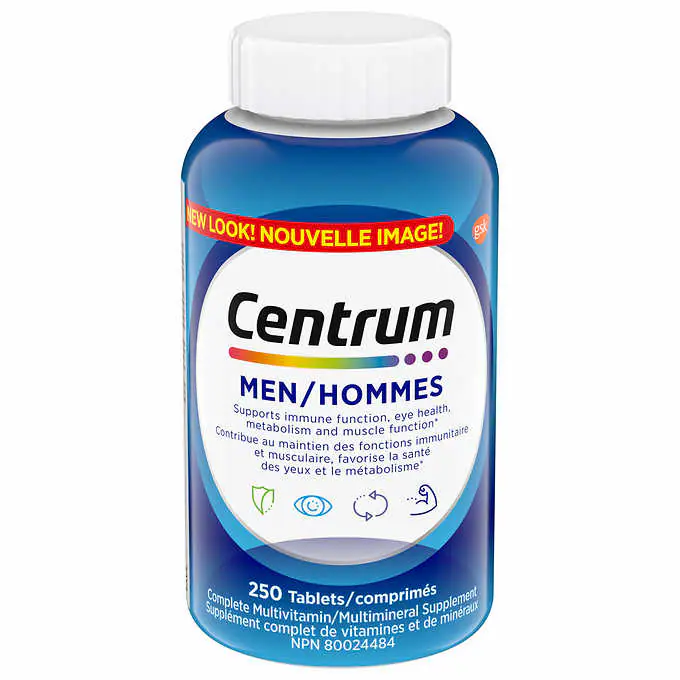 NEW LOOK! NOUVELLE IMAGE!
gsk
Centrum
MEN/HOMMES
Supports immune function, eye health,
metabolism and muscle function*
Contribue au maintien des fonctions immunitaire
et musculaire, favorise la santé
des yeux et le métabolisme*
250 Tablets/comprimés
Complete Multivitamin/Multimineral Supplement
Supplément complet de vitamines et de minéraux
NPN 80024484